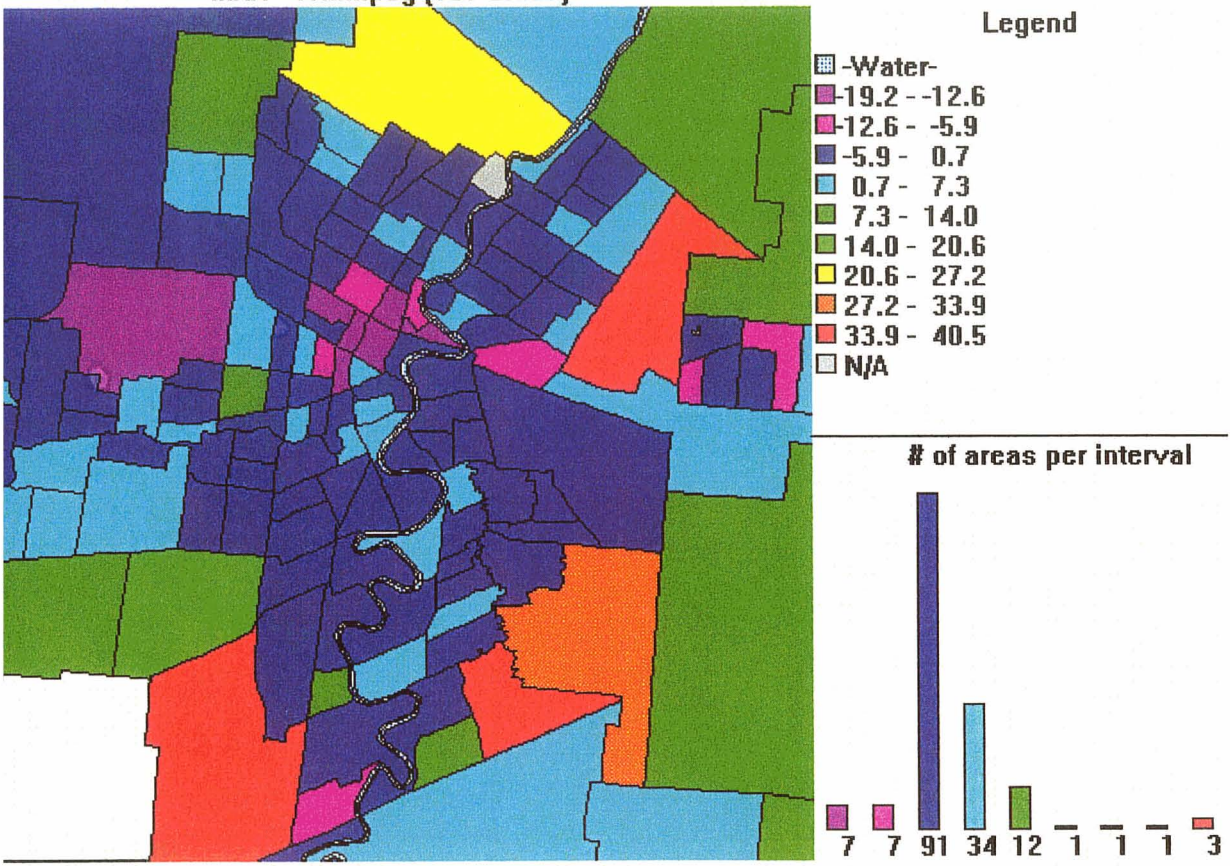 Legend
-Water-
-19.2 - -12.6
-12.6 - -5.9
-5.9 - 0.7
0.7 - 7.3
7.3 - 14.0
14.0 - 20.6
20.6 - 27.2
27.2 - 33.9
33.9 - 40.5
N/A
# of areas per interval
7 7 91 34 12 1 1 1 3